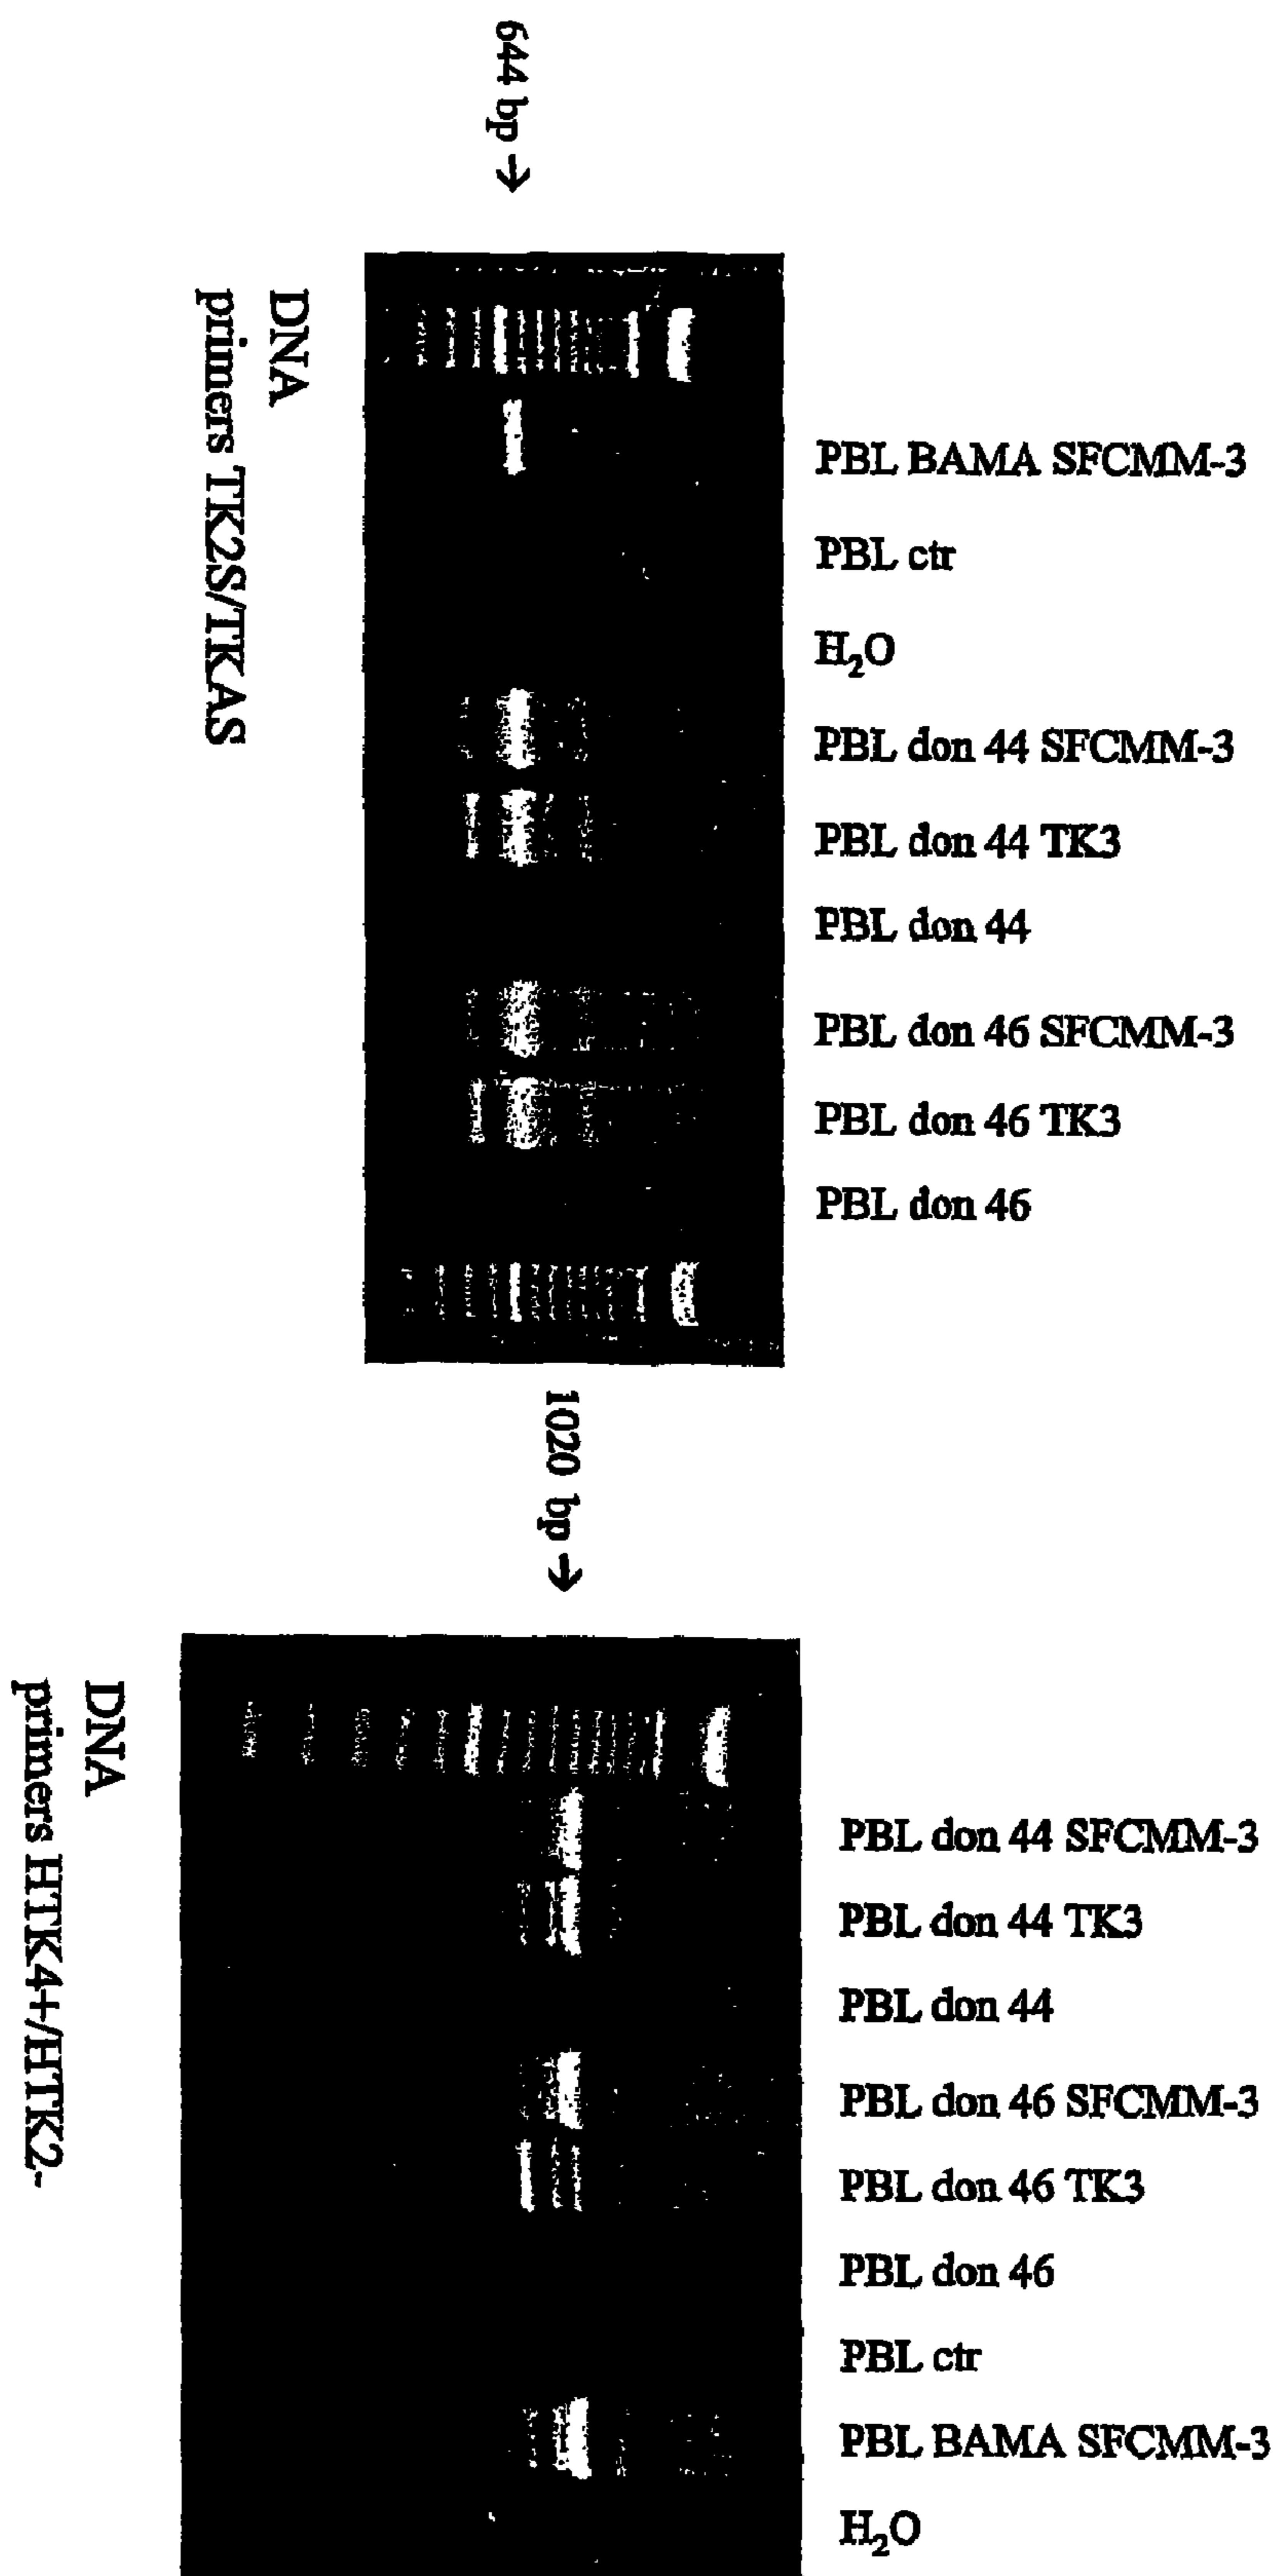 644 bp →
PBL BAMA SFCMM-3
PBL ctr
H₂O
PBL don 44 SFCMM-3
PBL don 44 TK3
PBL don 44
PBL don 46 SFCMM-3
PBL don 46 TK3
PBL don 46
DNA
primers TK2S/TKAS
1020 bp →
PBL don 44 SFCMM-3
PBL don 44 TK3
PBL don 44
PBL don 46 SFCMM-3
PBL don 46 TK3
PBL don 46
PBL ctr
PBL BAMA SFCMM-3
H₂O
DNA
primers HTK4+/HTK2-